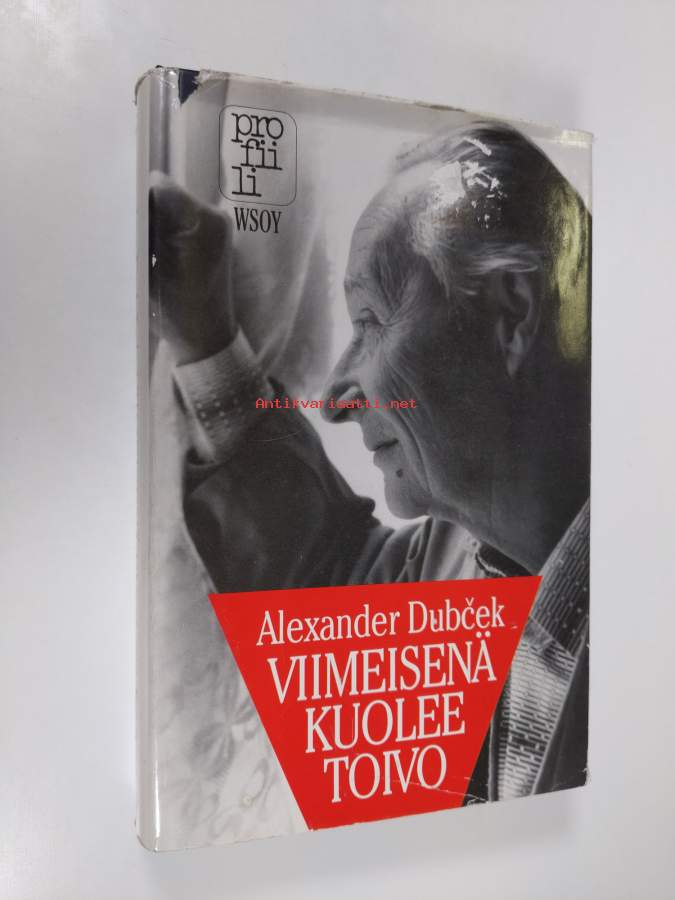 pro
fii
li
WSOY
Antikvariaatti.net
Alexander Dubček
VIIMEISENÄ
KUOLEE
TOIVO